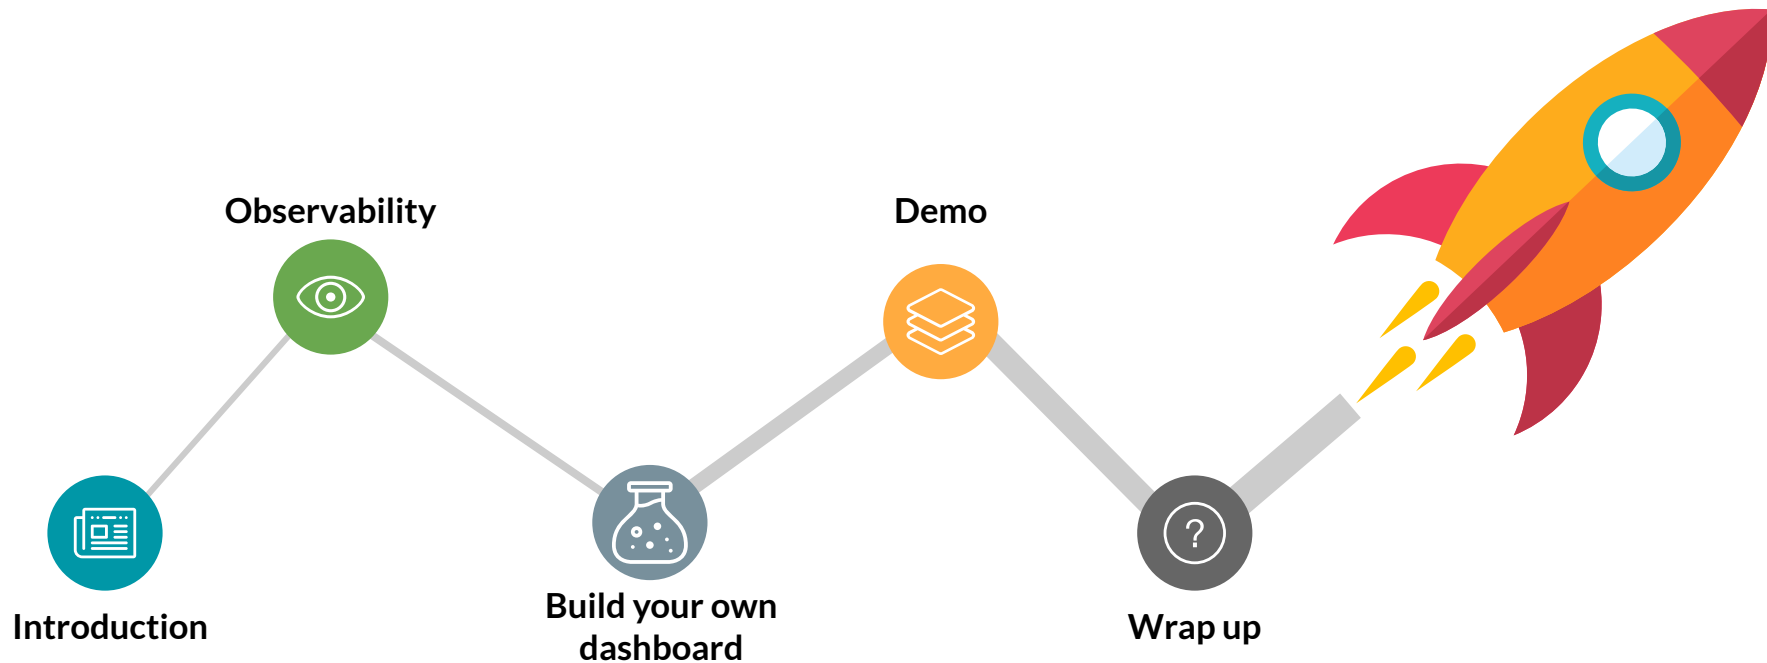 Observability
Demo
?
Introduction
Build your own
dashboard
Wrap up